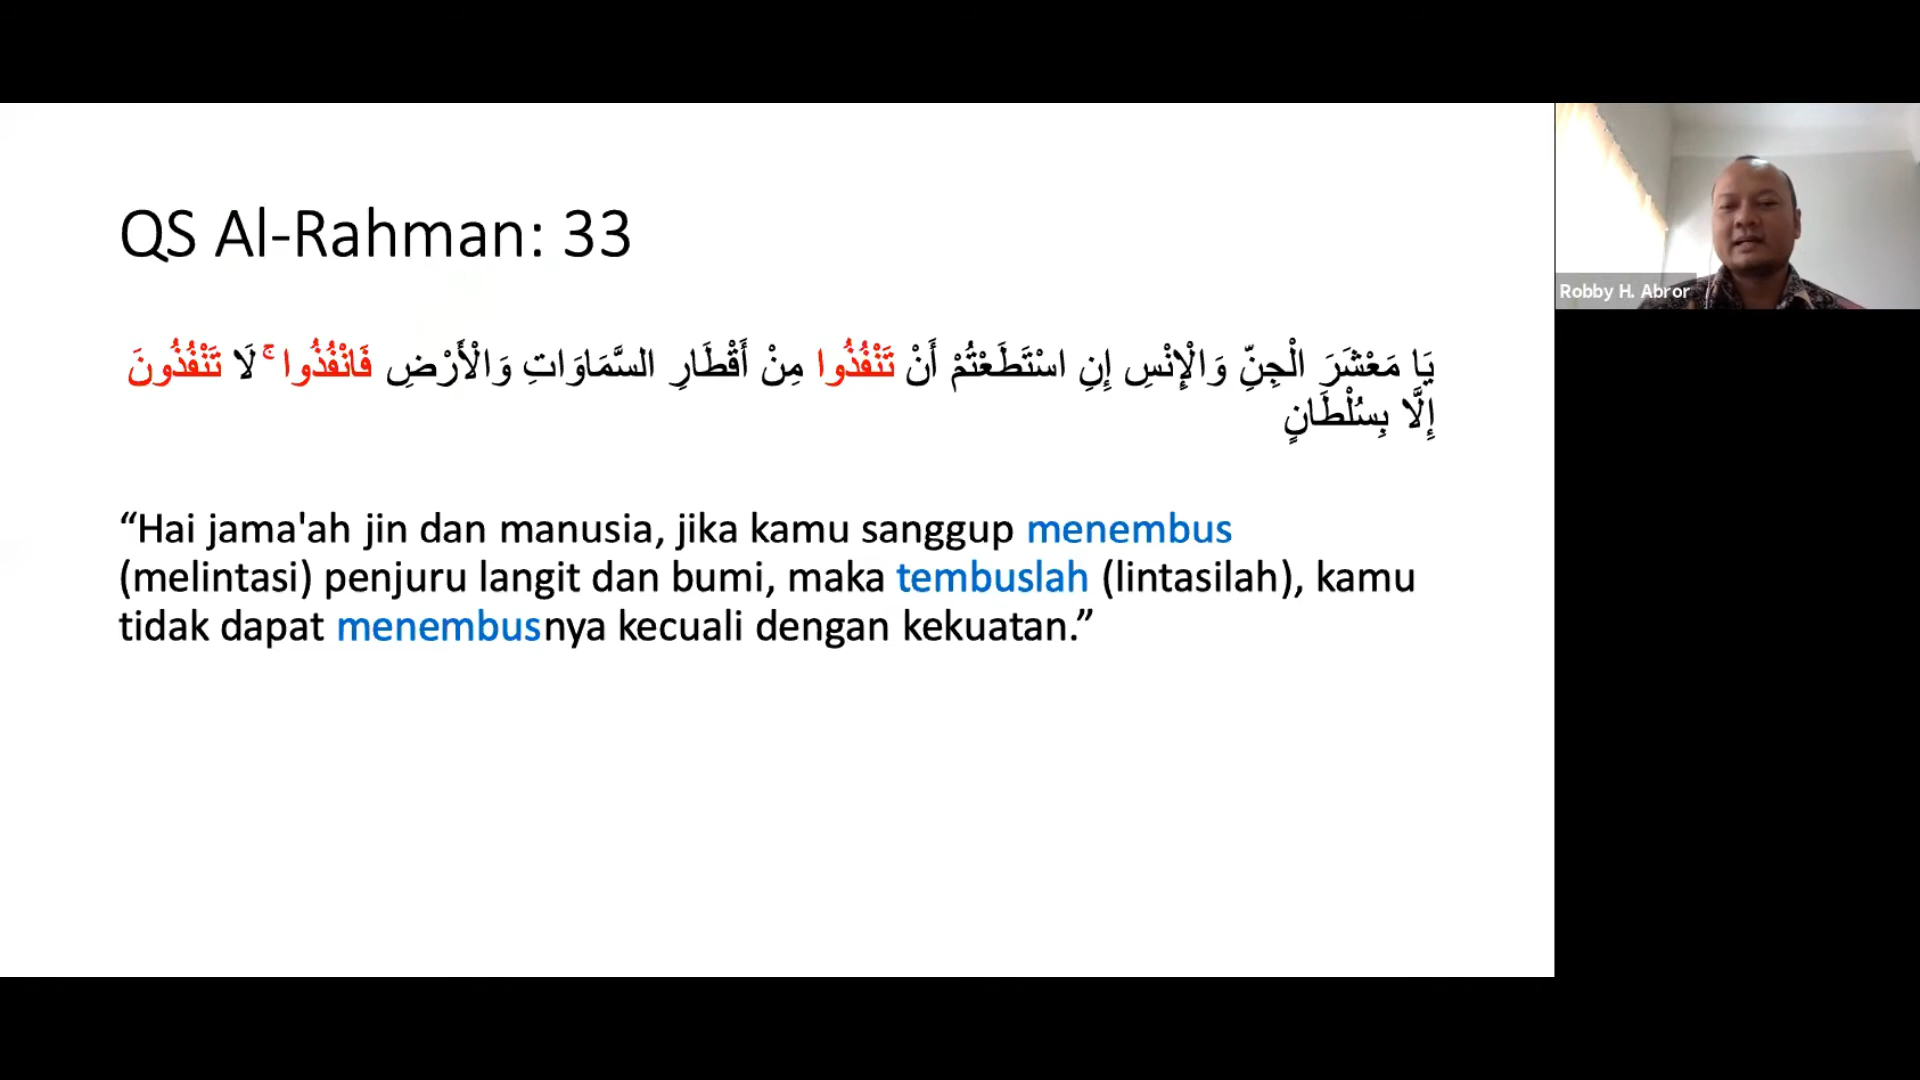 QS Al-Rahman: 33
يَا مَعْشَرَ الْجِنِّ وَالْإِنْسِ إِنِ اسْتَطَعْتُمْ أَنْ تَنْفُذُوا مِنْ أَقْطَارِ السَّمَاوَاتِ وَالْأَرْضِ فَانْفُذُوا ۚ لَا تَنْفُذُونَ
إِلَّا بِسُلْطَانٍ
“Hai jama'ah jin dan manusia, jika kamu sanggup menembus
(melintasi) penjuru langit dan bumi, maka tembuslah (lintasilah), kamu
tidak dapat menembusnya kecuali dengan kekuatan.”
Robby H. Abror